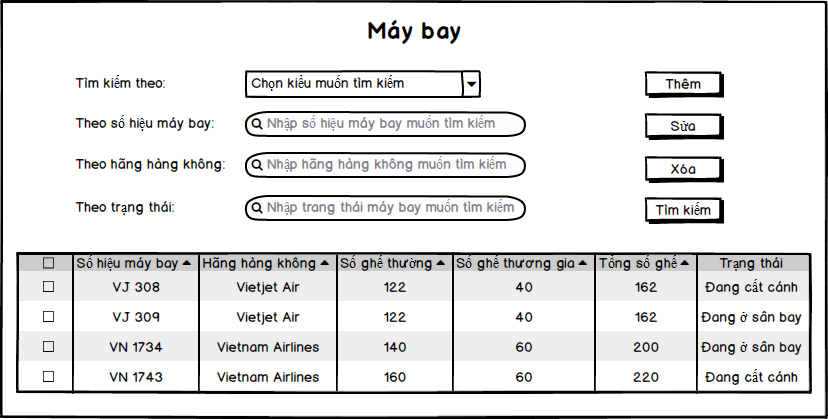 Máy bay
Tìm kiếm theo: Chọn kiểu muốn tìm kiếm Thêm
Theo số hiệu máy bay: Nhập số hiệu máy bay muốn tìm kiếm Sửa
Theo hãng hàng không: Nhập hãng hàng không muốn tìm kiếm Xóa
Theo trạng thái: Nhập trang thái máy bay muốn tìm kiếm Tìm kiếm
Số hiệu máy bay Hãng hàng không Số ghế thường Số ghế thương gia Tổng số ghế Trạng thái
VJ 308 Vietjet Air 122 40 162 Đang cất cánh
VJ 309 Vietjet Air 122 40 162 Đang ở sân bay
VN 1734 Vietnam Airlines 140 60 200 Đang ở sân bay
VN 1743 Vietnam Airlines 160 60 220 Đang cất cánh